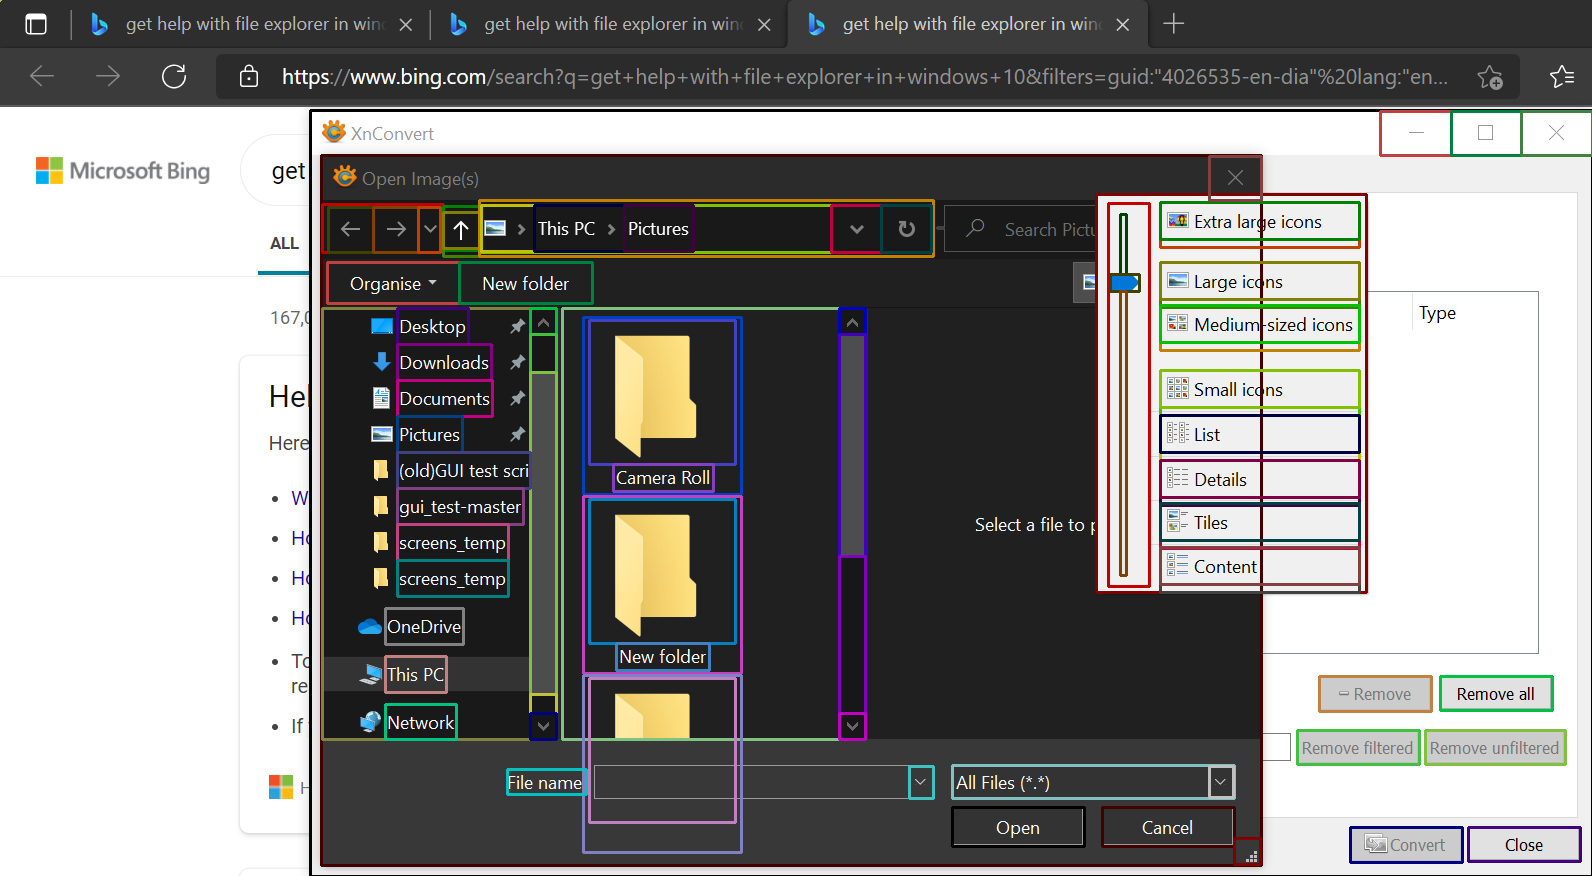 get help with file explorer in win
get help with file explorer in win
get help with file explorer in win
https://www.bing.com/search?q=get+help+with+file+explorer+in+windows+10&filters=guid:"4026535-en-dia"%20lang:"en...
Microsoft Bing
get
ALL
167,0
Hel
Here
W
Ho
Ho
Ho
To
re
If
H
XnConvert
Open Image(s)
This PC
Pictures
Search Pictu
Organise
New folder
Desktop
Downloads
Documents
Pictures
(old)GUI test scri
gui_test-master
screens_temp
screens_temp
OneDrive
This PC
Network
Camera Roll
New folder
Select a file to p
Extra large icons
Large icons
Medium-sized icons
Small icons
List
Details
Tiles
Content
Type
Remove
Remove all
Remove filtered
Remove unfiltered
File name
All Files (*.*)
Open
Cancel
Convert
Close